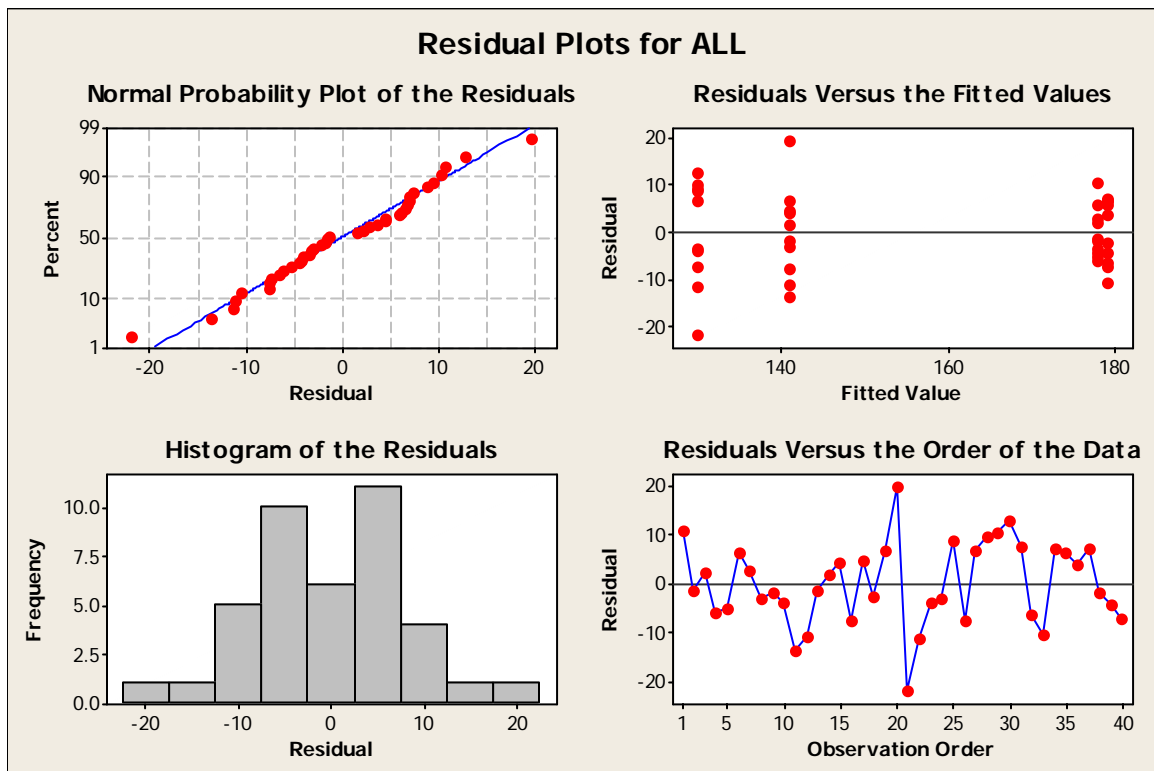 Residual Plots for ALL
Normal Probability Plot of the Residuals
99
90
50
10
1
Percent
-20 -10 0 10 20
Residual
Residuals Versus the Fitted Values
20
10
0
-10
-20
Residual
140 160 180
Fitted Value
Histogram of the Residuals
10.0
7.5
5.0
2.5
0.0
Frequency
-20 -10 0 10 20
Residual
Residuals Versus the Order of the Data
20
10
0
-10
-20
Residual
1 5 10 15 20 25 30 35 40
Observation Order